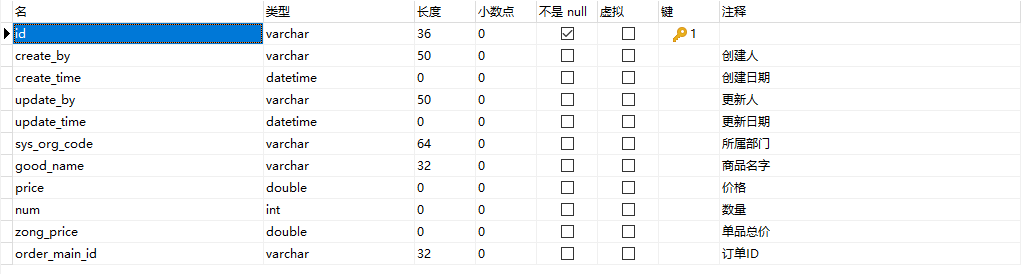 名 类型 长度 小数点 不是 null 虚拟 键 注释
id varchar 36 0 1
create_by varchar 50 0 创建人
create_time datetime 0 0 创建日期
update_by varchar 50 0 更新人
update_time datetime 0 0 更新日期
sys_org_code varchar 64 0 所属部门
good_name varchar 32 0 商品名字
price double 0 0 价格
num int 0 0 数量
zong_price double 0 0 单品总价
order_main_id varchar 32 0 订单ID